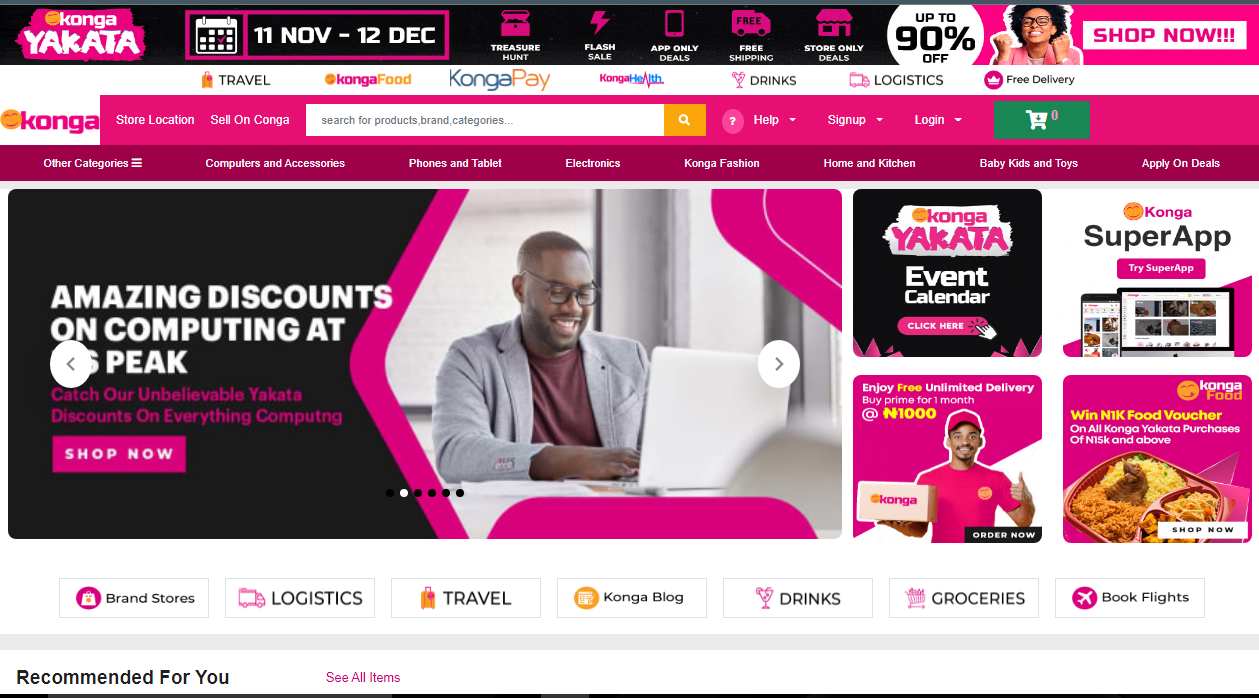 konga
YAKATA
11 NOV - 12 DEC
TREASURE
HUNT
FLASH
SALE
APP ONLY
DEALS
FREE
FREE
SHIPPING
STORE ONLY
DEALS
UP TO
90%
OFF
SHOP NOW!!!
TRAVEL
kongaFood
KongaPay
KongaHealth
DRINKS
LOGISTICS
Free Delivery
konga
Store Location
Sell On Konga
search for products,brand,categories...
?
Help
Signup
Login
0
Other Categories
Computers and Accessories
Phones and Tablet
Electronics
Konga Fashion
Home and Kitchen
Baby Kids and Toys
Apply On Deals
AMAZING DISCOUNTS
ON COMPUTING AT
PEAK
Catch Our Unbelievable Yakata
Discounts On Everything Computng
SHOP NOW
konga
YAKATA
Event
Calendar
CLICK HERE
Konga
SuperApp
Try SuperApp
Enjoy Free Unlimited Delivery
Buy prime for 1 month
@ ₦1000
konga
ORDER NOW
konga
Food
Win N1K Food Voucher
On All Konga Yakata Purchases
Of N15k and above
SHOP NOW
Brand Stores
LOGISTICS
TRAVEL
Konga Blog
DRINKS
GROCERIES
Book Flights
Recommended For You
See All Items